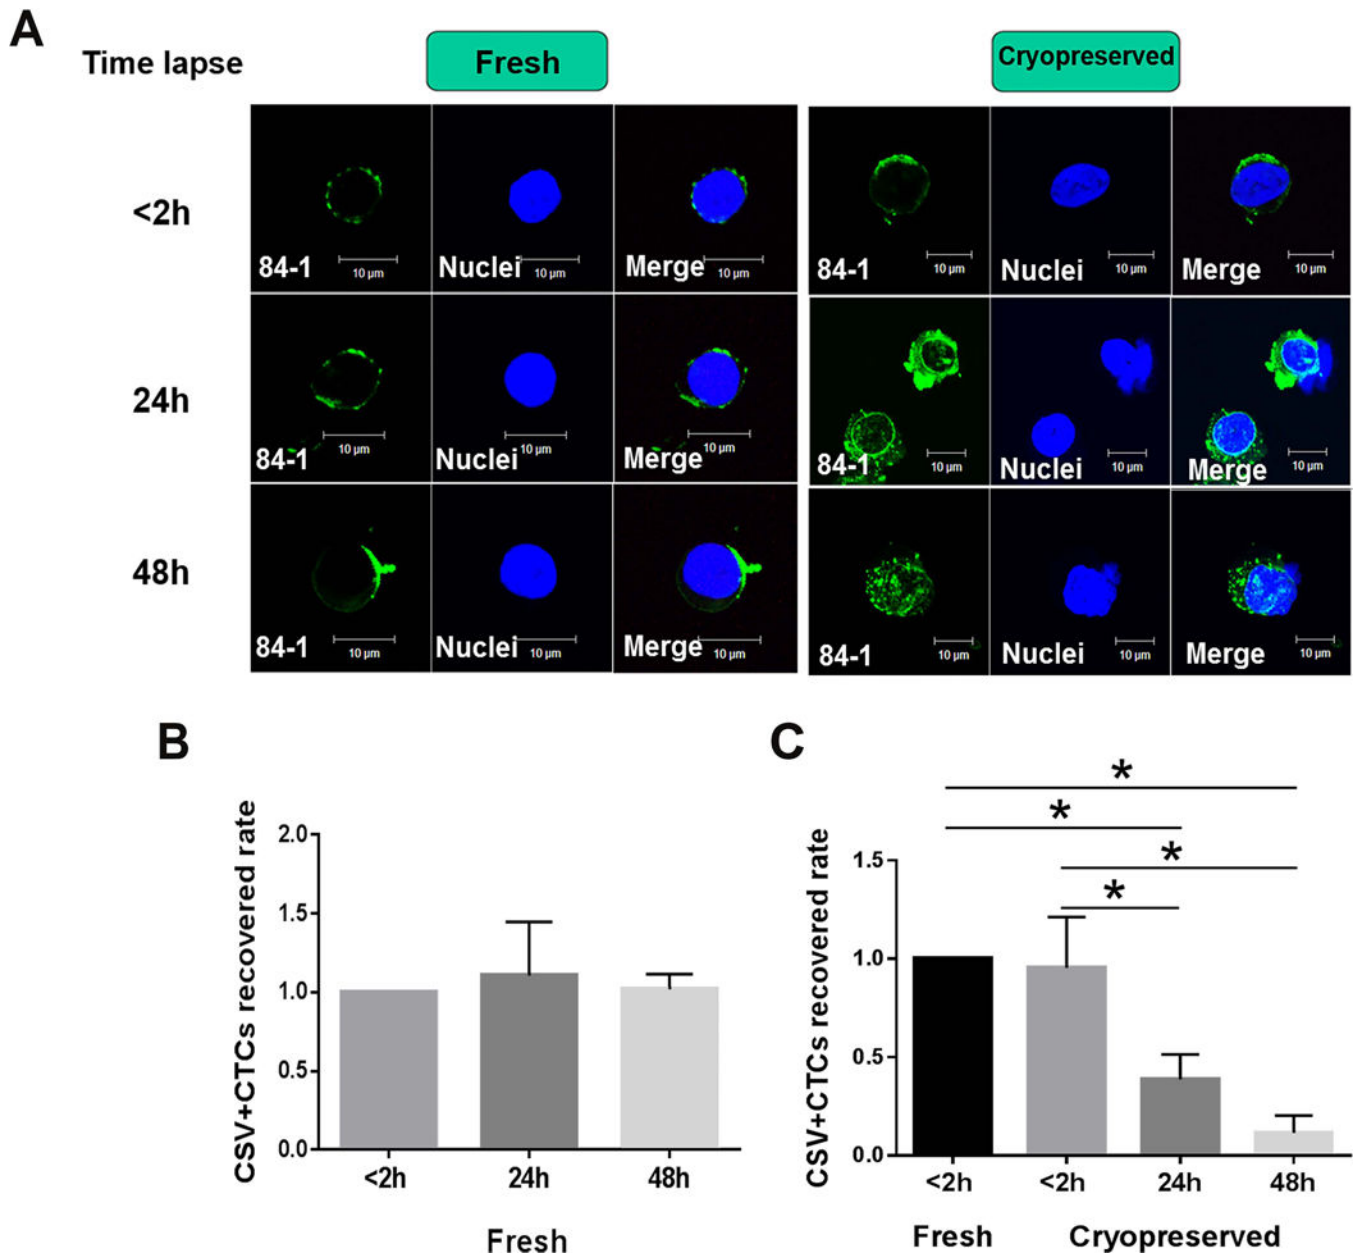 A
Time lapse
Fresh
Cryopreserved
<2h
84-1
10 µm
Nuclei
10 µm
Merge
10 µm
84-1
10 µm
Nuclei
10 µm
Merge
10 µm
24h
84-1
10 µm
Nuclei
10 µm
Merge
10 µm
84-1
10 µm
Nuclei
10 µm
Merge
10 µm
48h
84-1
10 µm
Nuclei
10 µm
Merge
10 µm
84-1
10 µm
Nuclei
10 µm
Merge
10 µm
B
CSV+CTCs recovered rate
2.0
1.5
1.0
0.5
0.0
<2h
24h
48h
Fresh
C
CSV+CTCs recovered rate
1.5
1.0
0.5
0.0
*
*
*
*
<2h
<2h
24h
48h
Fresh
Cryopreserved